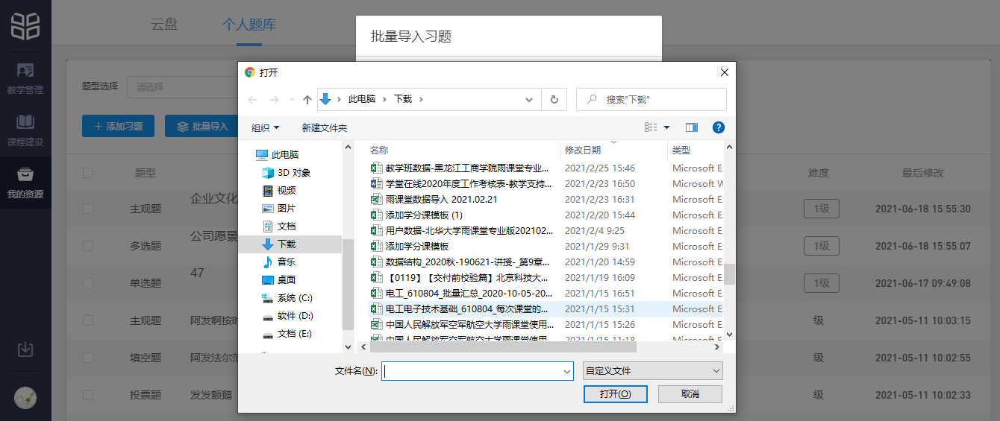 云盘
个人题库
批量导入习题
教学管理
课程建设
我的资源
题型选择
请选择
添加习题
批量导入
题型
难度
最后修改
主观题
企业文化
1级
2021-06-18 15:55:30
多选题
公司愿景
1级
2021-06-18 15:55:07
单选题
47
1级
2021-06-17 09:49:08
主观题
阿发啊按时
级
2021-05-11 10:03:15
填空题
阿发法尔范
级
2021-05-11 10:02:55
投票题
发发额鹅
级
2021-05-11 10:02:33
打开
此电脑
下载
搜索"下载"
组织
新建文件夹
此电脑
3D 对象
视频
图片
文档
下载
音乐
桌面
系统 (C:)
软件 (D:)
文档 (E:)
名称
修改日期
类型
教学班数据-黑龙江工商学院雨课堂专业...
2021/2/25 15:46
Microsoft E
学堂在线2020年度工作考核表-教学支持...
2021/2/23 16:50
Microsoft W
雨课堂数据导入 2021.02.21
2021/2/23 16:31
Microsoft E
添加学分课模板 (1)
2021/2/20 15:44
Microsoft E
用户数据-北华大学雨课堂专业版202102...
2021/2/4 9:25
Microsoft E
添加学分课模板
2021/1/29 9:31
Microsoft E
数据结构_2020秋-190621-讲授-_第9章...
2021/1/20 14:59
Microsoft E
【0119】【交付前校验篇】北京科技大...
2021/1/19 16:09
Microsoft E
电工_610804_批量汇总_2020-10-05-20...
2021/1/15 16:51
Microsoft E
电工电子技术基础_610804_每次课堂的...
2021/1/15 15:31
Microsoft E
中国人民解放军空军航空大学雨课堂使用...
2021/1/15 15:26
Microsoft E
中国人民解放军空军航空大学雨课堂使用
2021/1/15 11:18
Microsoft E
文件名(N):
自定义文件
打开(O)
取消